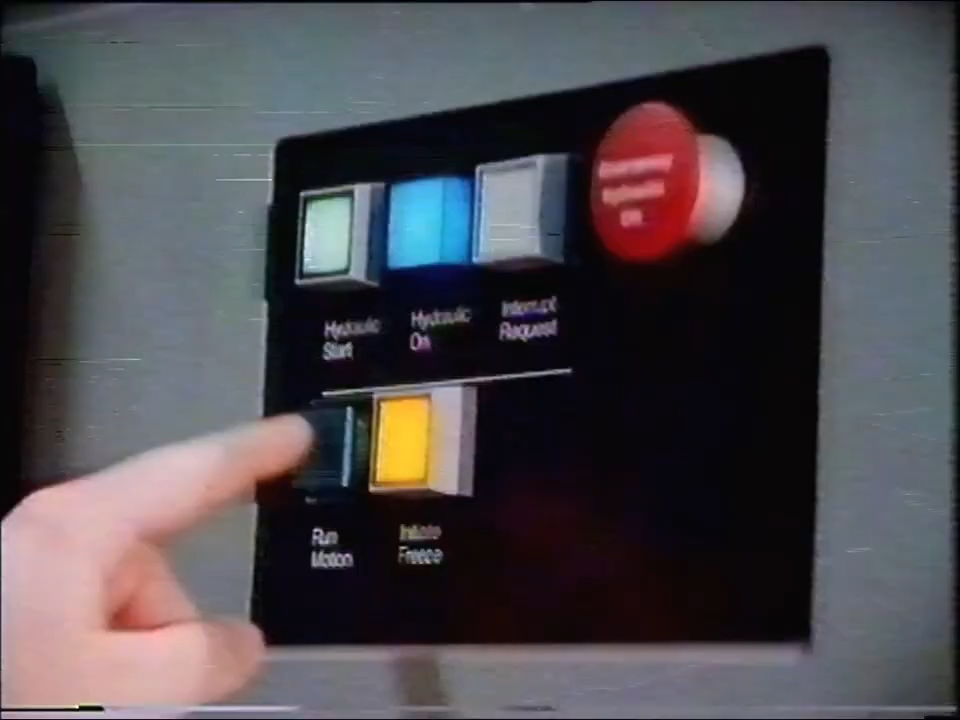 Hydraulic
Start
Hydraulic
On
Interrupt
Request
Run
Motion
Initiate
Freeze